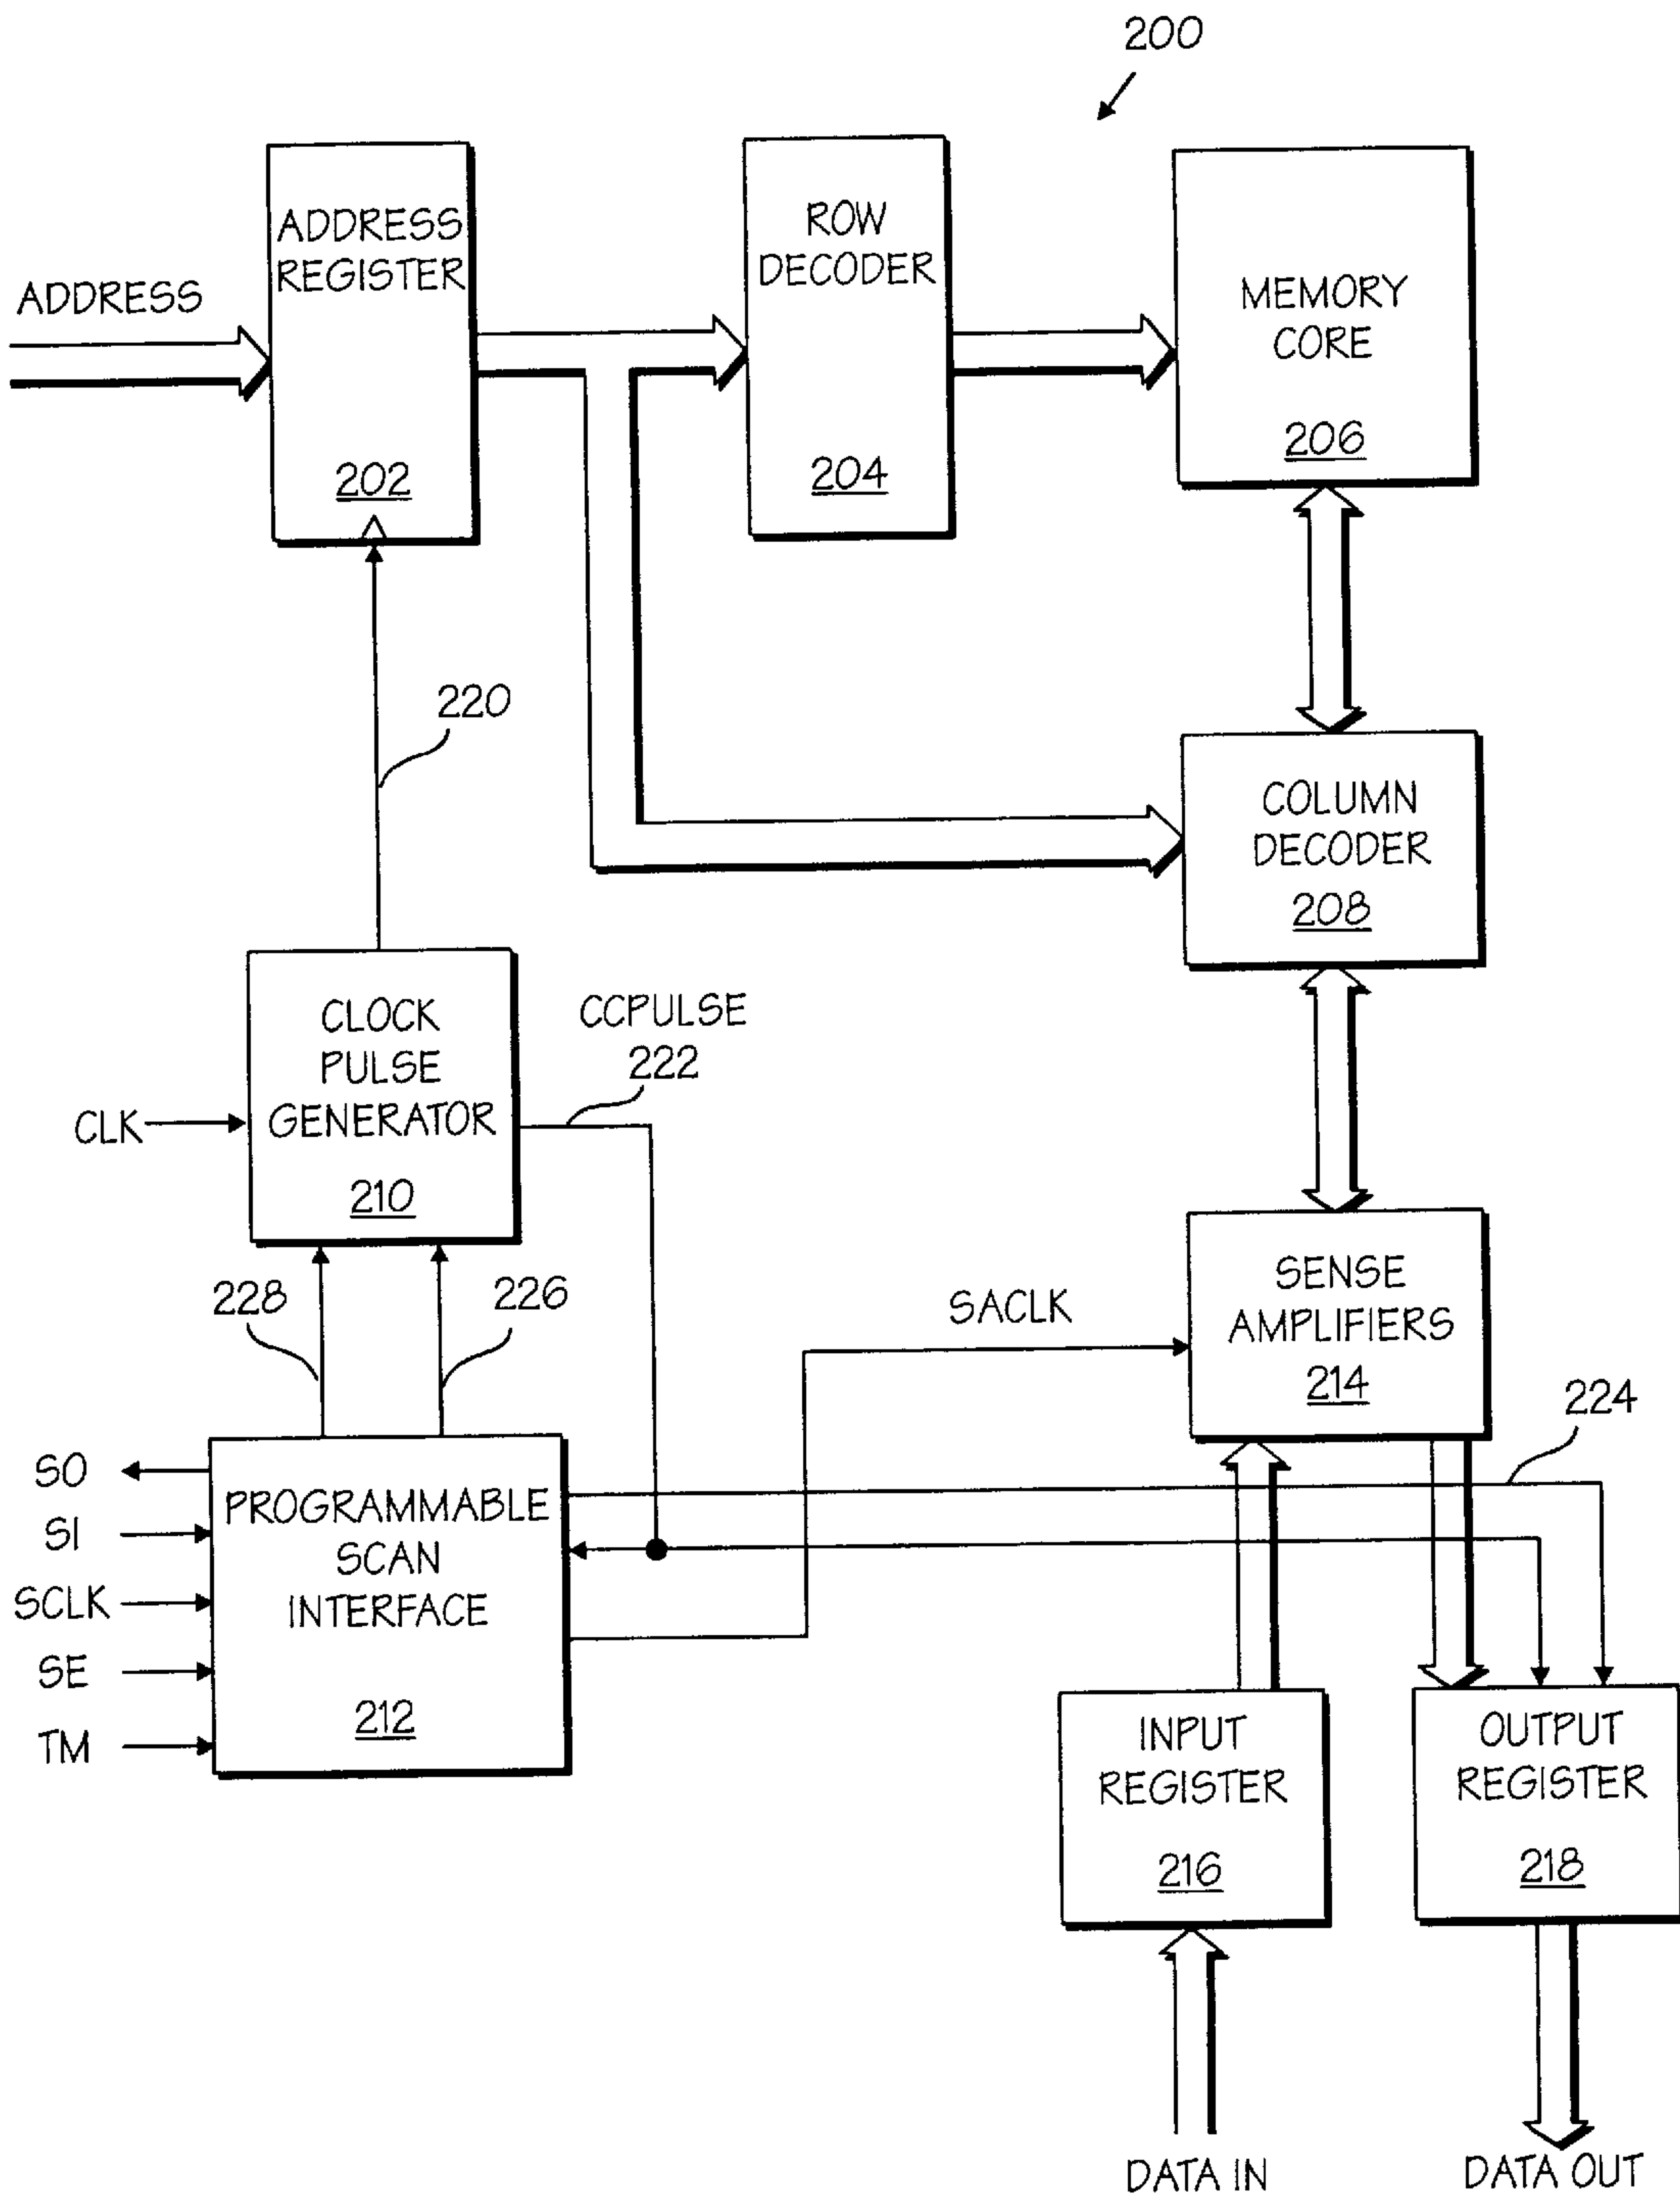 200
ADDRESS
ADDRESS
REGISTER
202
ROW
DECODER
204
MEMORY
CORE
206
220
COLUMN
DECODER
208
CLOCK
PULSE
GENERATOR
210
CCPULSE
222
CLK
228
226
SACLK
SENSE
AMPLIFIERS
214
224
SO
SI
SCLK
SE
TM
PROGRAMMABLE
SCAN
INTERFACE
212
INPUT
REGISTER
216
OUTPUT
REGISTER
218
DATA IN
DATA OUT